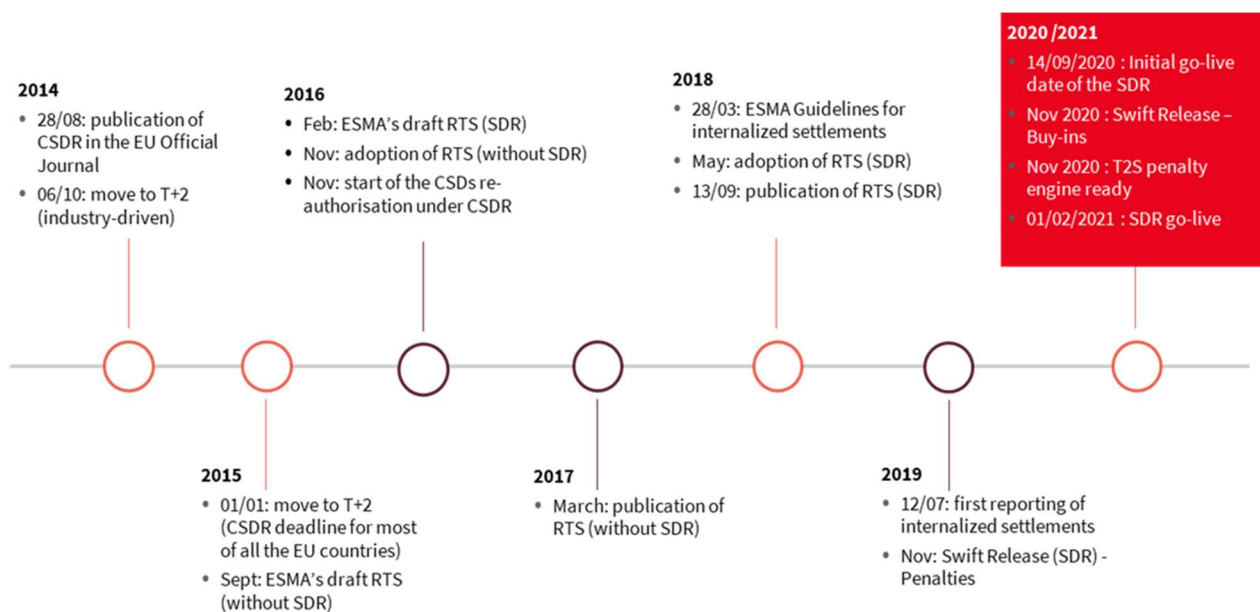 2014
• 28/08: publication of
CSDR in the EU Official
Journal
• 06/10: move to T+2
(industry-driven)
2015
• 01/01: move to T+2
(CSDR deadline for most
of all the EU countries)
• Sept: ESMA's draft RTS
(without SDR)
2016
• Feb: ESMA's draft RTS (SDR)
• Nov: adoption of RTS (without SDR)
• Nov: start of the CSDs re-
authorisation under CSDR
2017
• March: publication of
RTS (without SDR)
2018
• 28/03: ESMA Guidelines for
internalized settlements
• May: adoption of RTS (SDR)
• 13/09: publication of RTS (SDR)
2019
• 12/07: first reporting of
internalized settlements
• Nov: Swift Release (SDR) -
Penalties
2020 /2021
• 14/09/2020 : Initial go-live
date of the SDR
• Nov 2020 : Swift Release –
Buy-ins
• Nov 2020 : T2S penalty
engine ready
• 01/02/2021 : SDR go-live